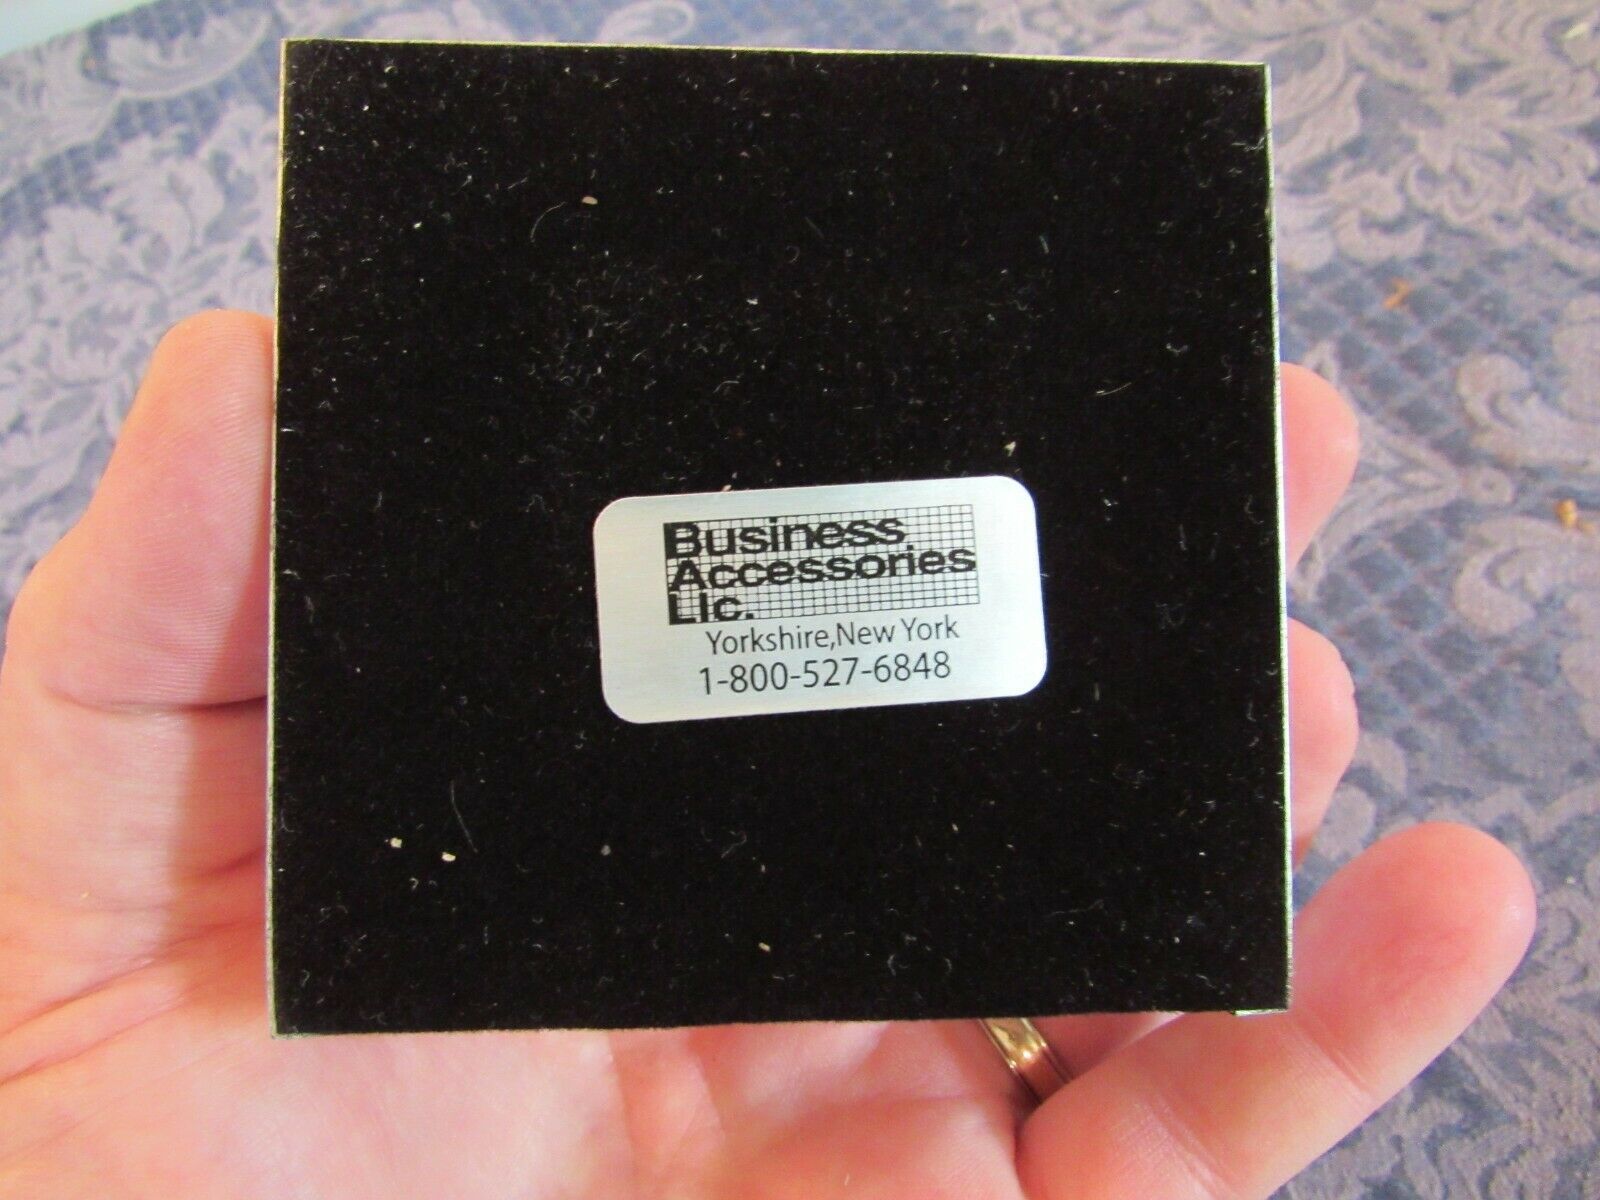 Business
Accessories
Llc.
Yorkshire,New York
1-800-527-6848